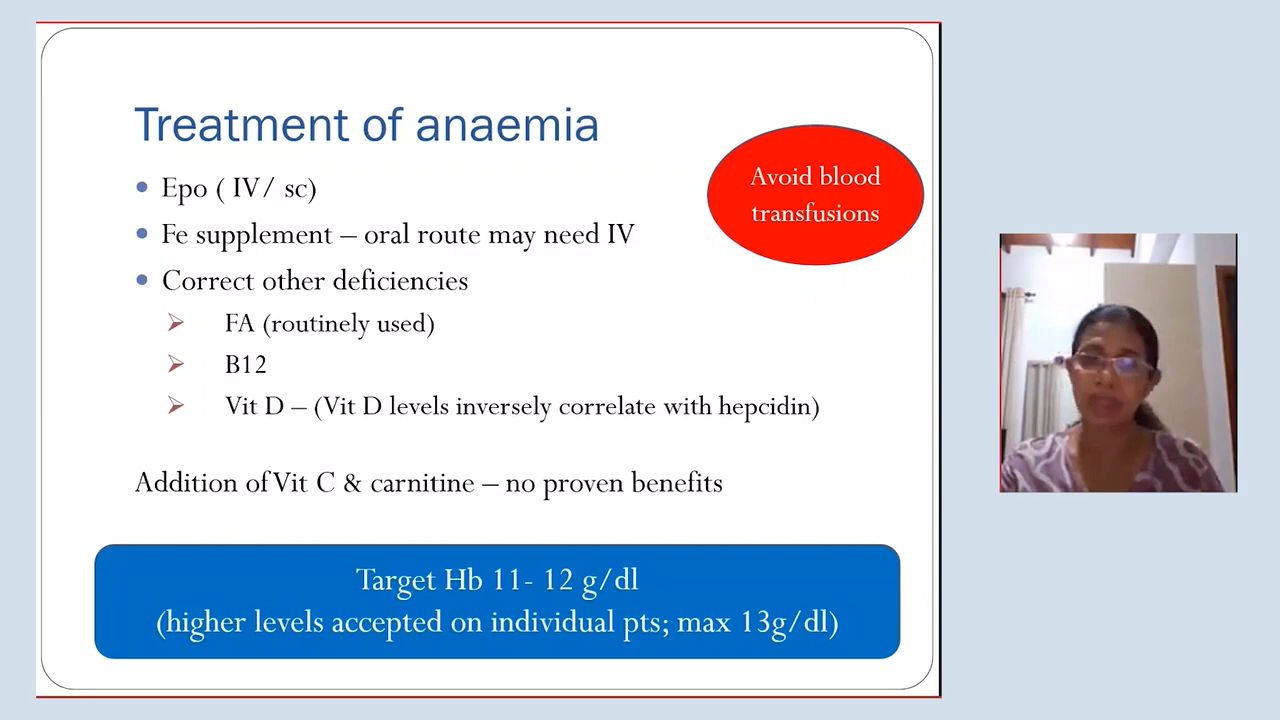 Treatment of anaemia
Avoid blood
transfusions
• Epo ( IV/ sc)
• Fe supplement – oral route may need IV
• Correct other deficiencies
➢ FA (routinely used)
➢ B12
➢ Vit D – (Vit D levels inversely correlate with hepcidin)
Addition of Vit C & carnitine – no proven benefits
Target Hb 11- 12 g/dl
(higher levels accepted on individual pts; max 13g/dl)